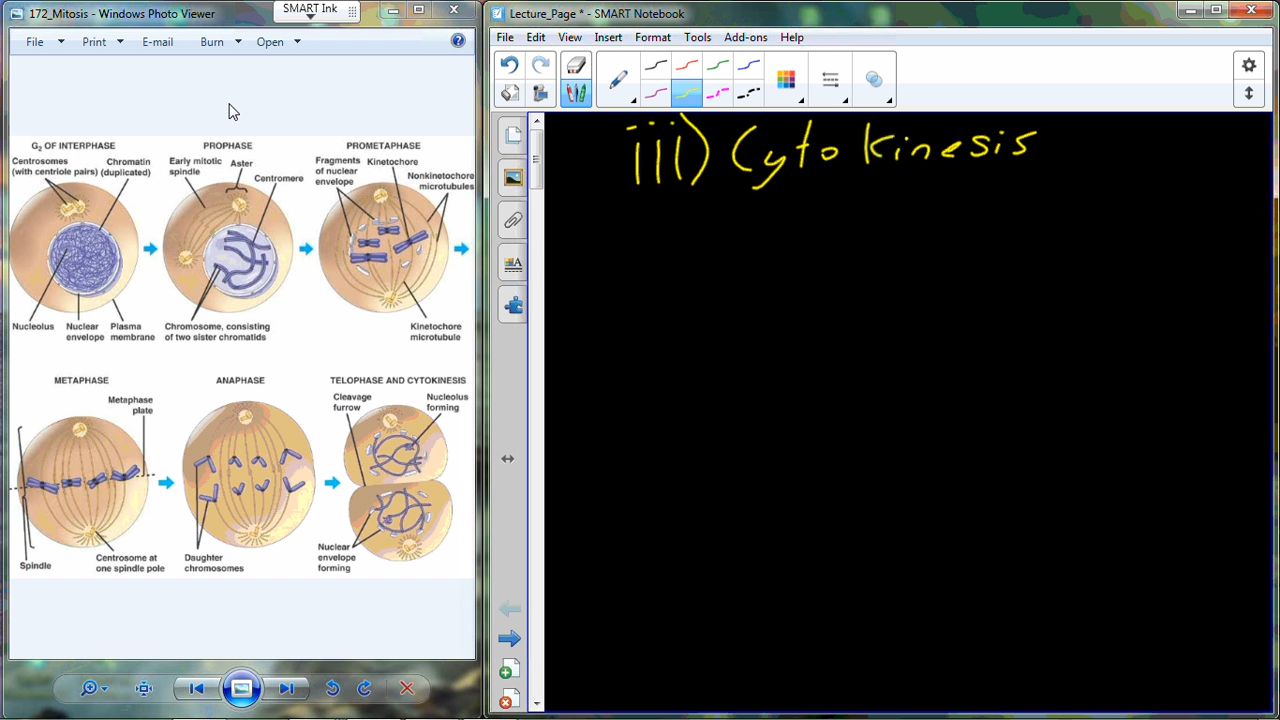 172_Mitosis - Windows Photo Viewer
SMART Ink
File Print E-mail Burn Open
G2 OF INTERPHASE
Centrosomes
(with centriole pairs)
Chromatin
(duplicated)
Nucleolus
Nuclear
envelope
Plasma
membrane
PROPHASE
Early mitotic
spindle
Aster
Centromere
Chromosome, consisting
of two sister chromatids
PROMETAPHASE
Fragments
of nuclear
envelope
Kinetochore
Nonkinetochore
microtubules
Kinetochore
microtubule
METAPHASE
Metaphase
plate
Spindle
Centrosome at
one spindle pole
ANAPHASE
Daughter
chromosomes
TELOPHASE AND CYTOKINESIS
Cleavage
furrow
Nucleolus
forming
Nuclear
envelope
forming
Lecture_Page * - SMART Notebook
File Edit View Insert Format Tools Add-ons Help
iii) Cytokinesis